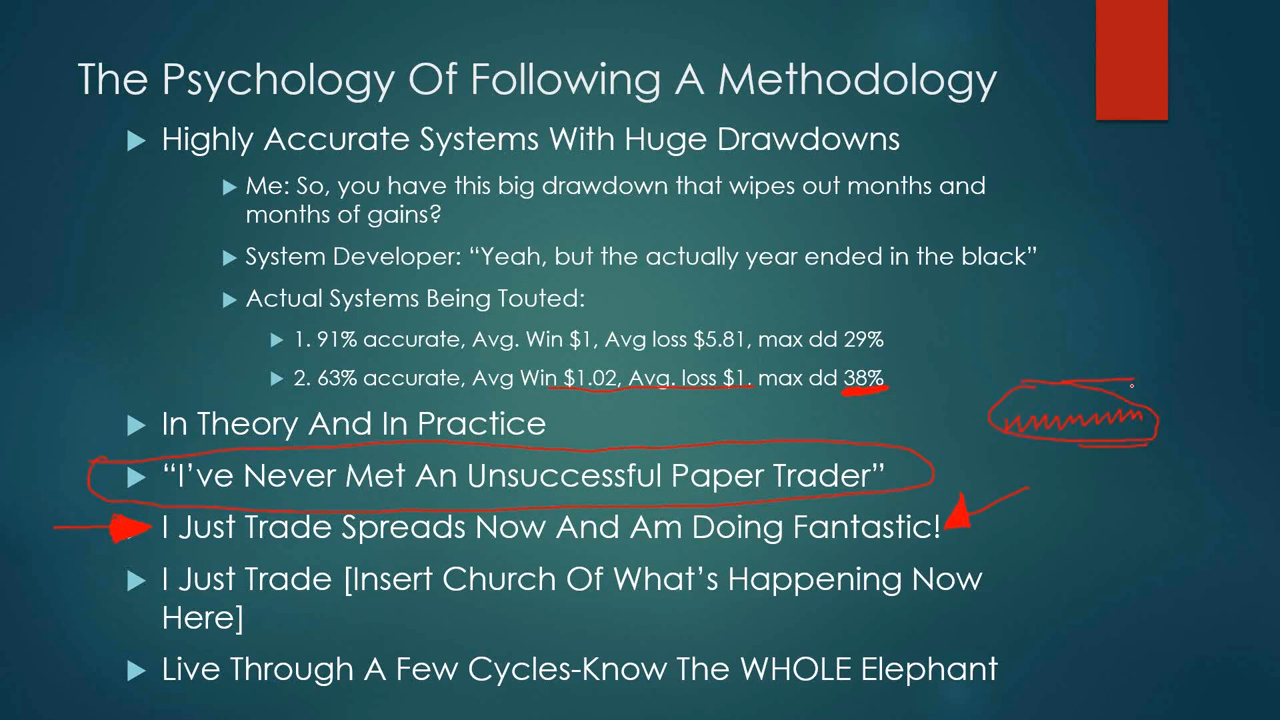 The Psychology Of Following A Methodology
Highly Accurate Systems With Huge Drawdowns
Me: So, you have this big drawdown that wipes out months and
months of gains?
System Developer: “Yeah, but the actually year ended in the black”
Actual Systems Being Touted:
1. 91% accurate, Avg. Win $1, Avg loss $5.81, max dd 29%
2. 63% accurate, Avg Win $1.02, Avg. loss $1. max dd 38%
In Theory And In Practice
“I’ve Never Met An Unsuccessful Paper Trader”
I Just Trade Spreads Now And Am Doing Fantastic!
I Just Trade [Insert Church Of What’s Happening Now
Here]
Live Through A Few Cycles-Know The WHOLE Elephant